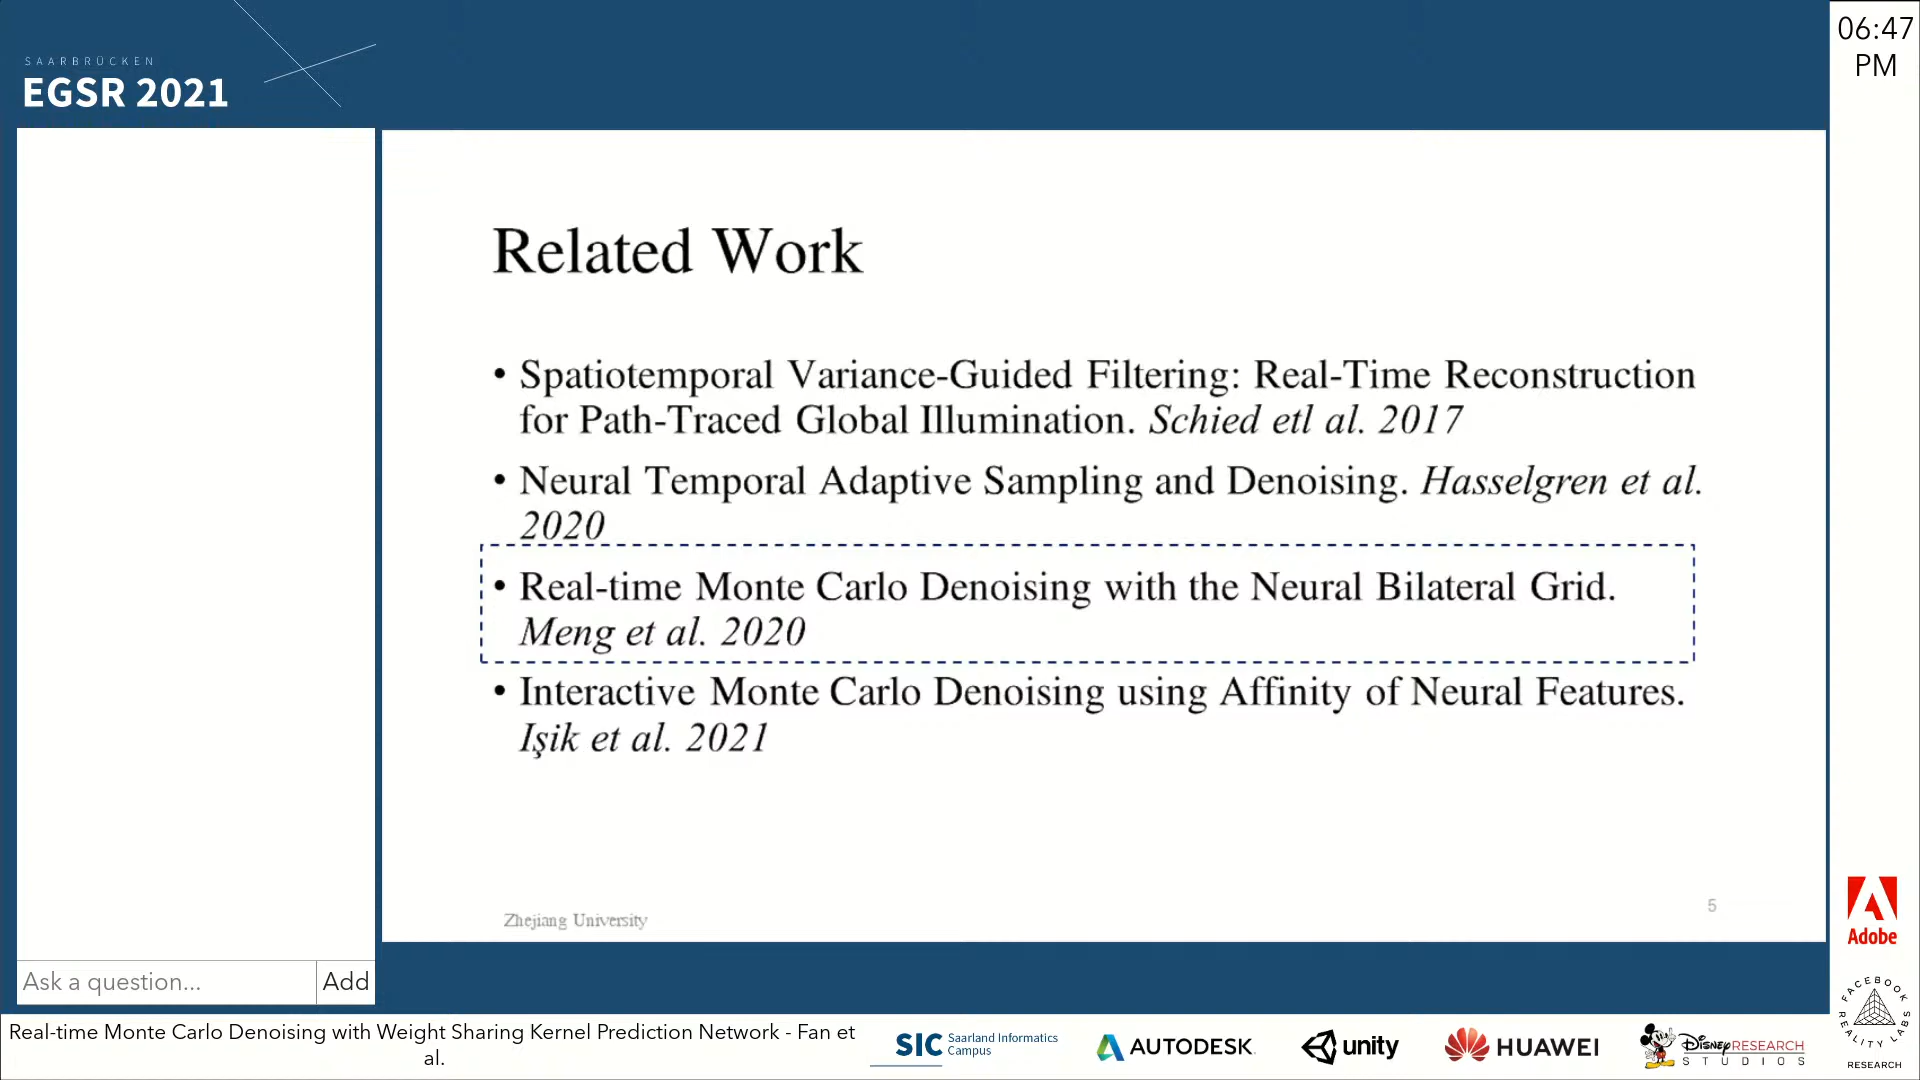 SAARBRÜCKEN
EGSR 2021
06:47
PM
Related Work
• Spatiotemporal Variance-Guided Filtering: Real-Time Reconstruction
for Path-Traced Global Illumination. Schied etl al. 2017
• Neural Temporal Adaptive Sampling and Denoising. Hasselgren et al.
2020
• Real-time Monte Carlo Denoising with the Neural Bilateral Grid.
Meng et al. 2020
• Interactive Monte Carlo Denoising using Affinity of Neural Features.
Işik et al. 2021
Zhejiang University
5
Ask a question...
Add
Real-time Monte Carlo Denoising with Weight Sharing Kernel Prediction Network - Fan et
al.
SIC Saarland Informatics
Campus
AUTODESK
unity
HUAWEI
DISNEYRESEARCH
STUDIOS
Adobe
FACEBOOK
REALITY LABS
RESEARCH